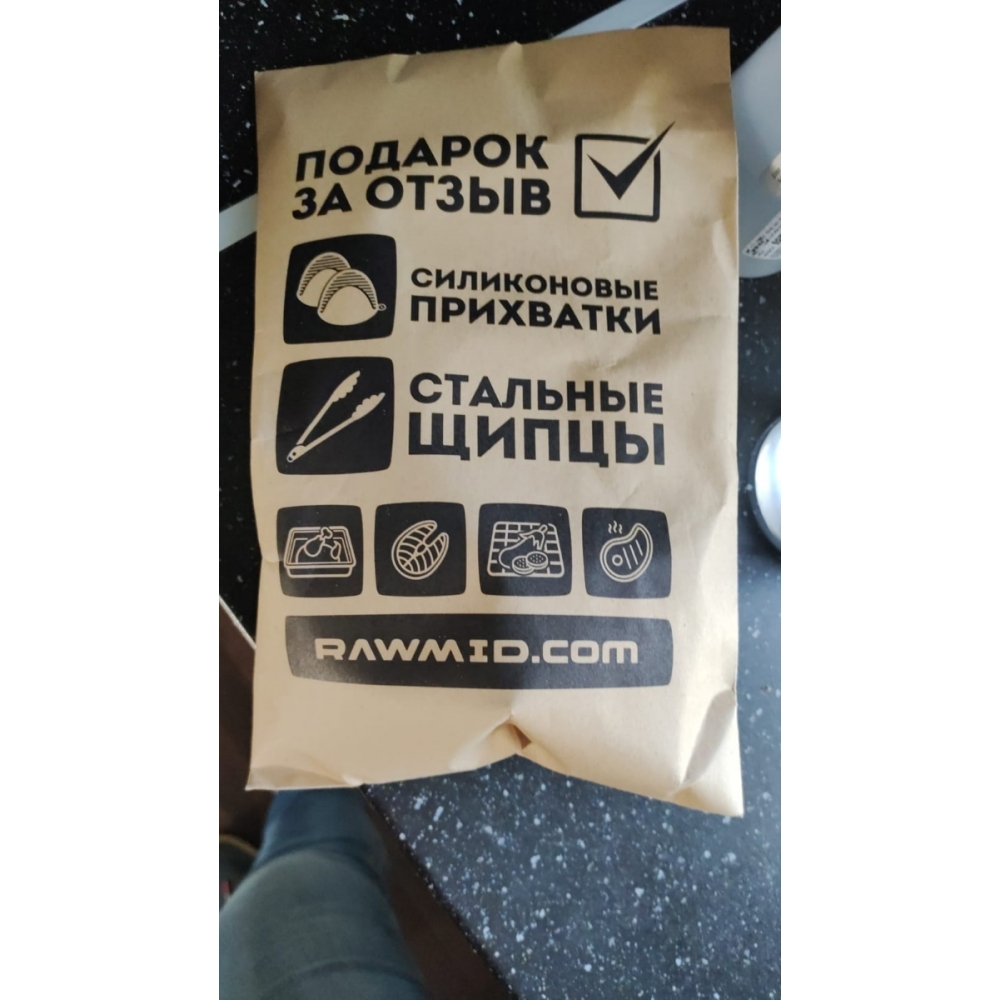 ПОДАРОК
ЗА ОТЗЫВ
СИЛИКОНОВЫЕ
ПРИХВАТКИ
СТАЛЬНЫЕ
ЩИПЦЫ
RAWMID.COM